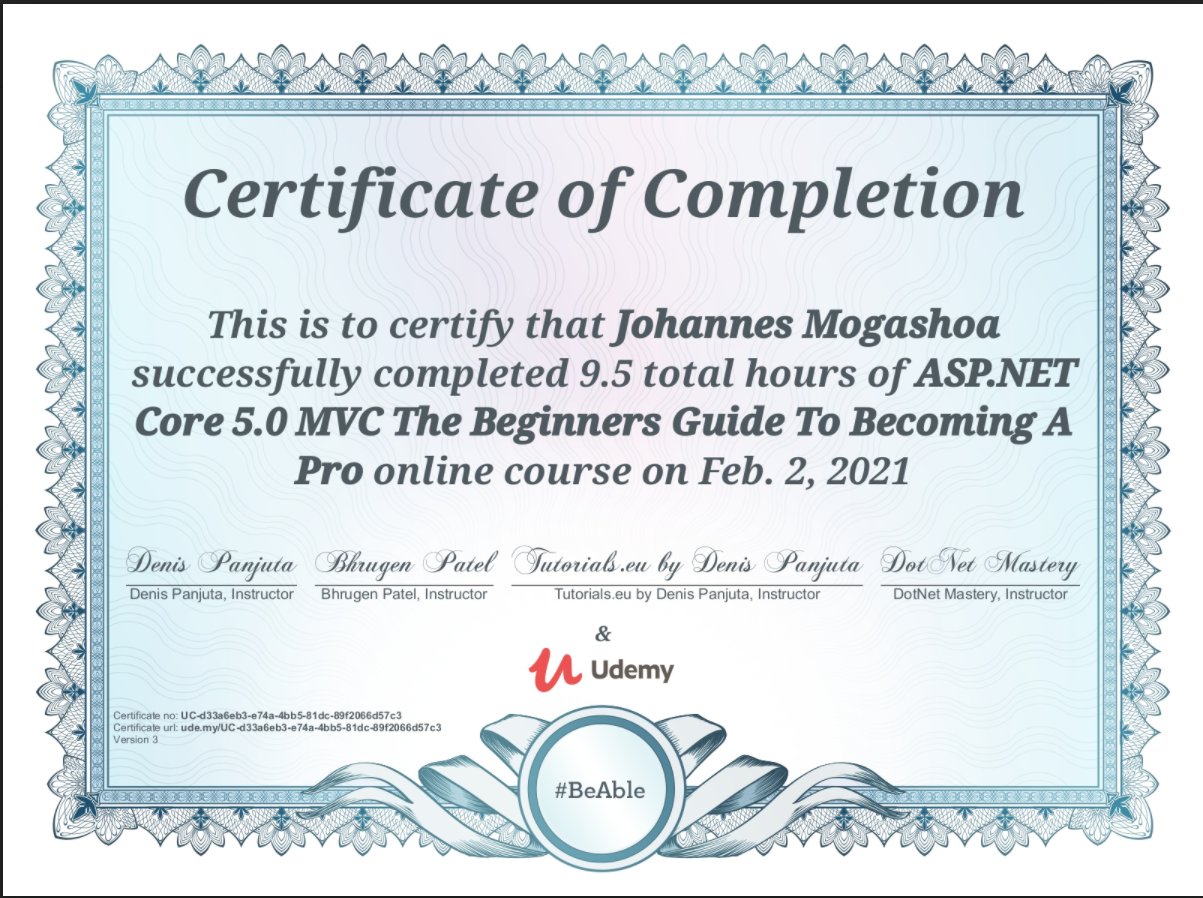 Certificate of Completion
This is to certify that Johannes Mogashoa
successfully completed 9.5 total hours of ASP.NET
Core 5.0 MVC The Beginners Guide To Becoming A
Pro online course on Feb. 2, 2021
Denis Panjuta Bhrugen Patel Tutorials.eu by Denis Panjuta DotNet Mastery
Denis Panjuta, Instructor Bhrugen Patel, Instructor Tutorials.eu by Denis Panjuta, Instructor DotNet Mastery, Instructor
&
Udemy
Certificate no: UC-d33a6eb3-e74a-4bb5-81dc-89f2066d57c3
Certificate url: ude.my/UC-d33a6eb3-e74a-4bb5-81dc-89f2066d57c3
Version 3
#BeAble